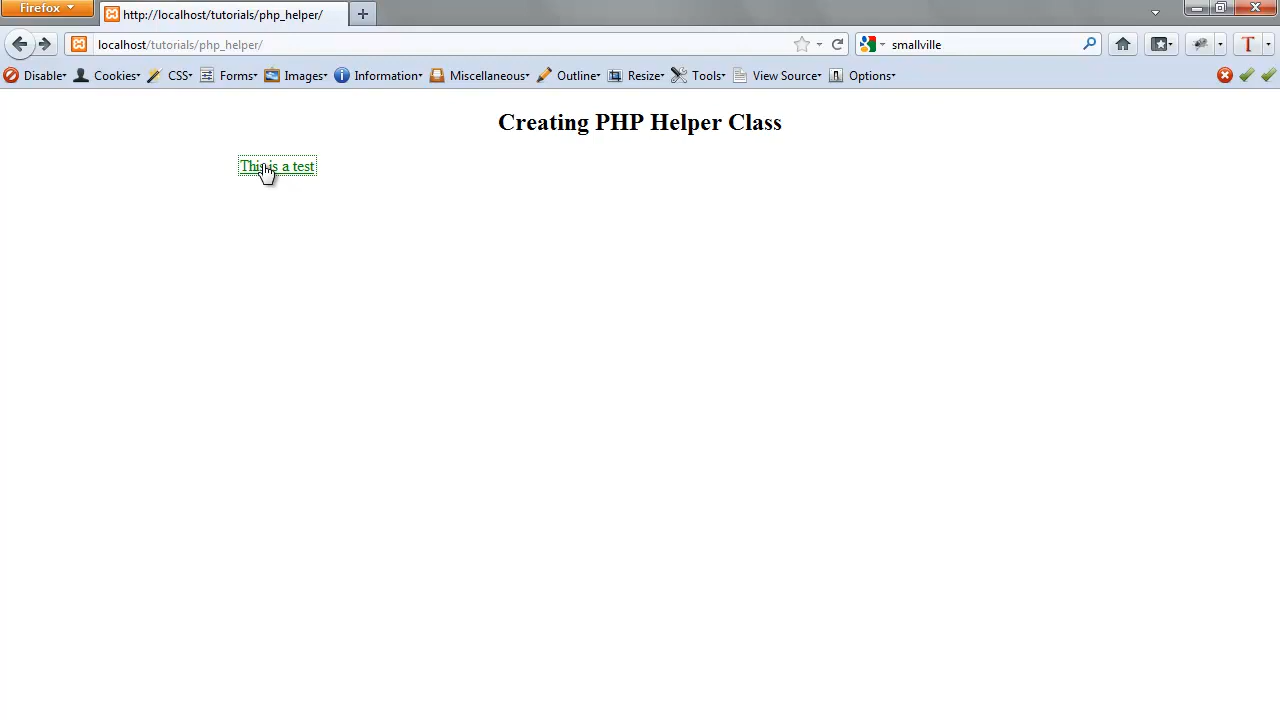 Firefox
http://localhost/tutorials/php_helper/
localhost/tutorials/php_helper/
smallville
T
Disable Cookies CSS Forms Images Information Miscellaneous Outline Resize Tools View Source Options
Creating PHP Helper Class
This is a test